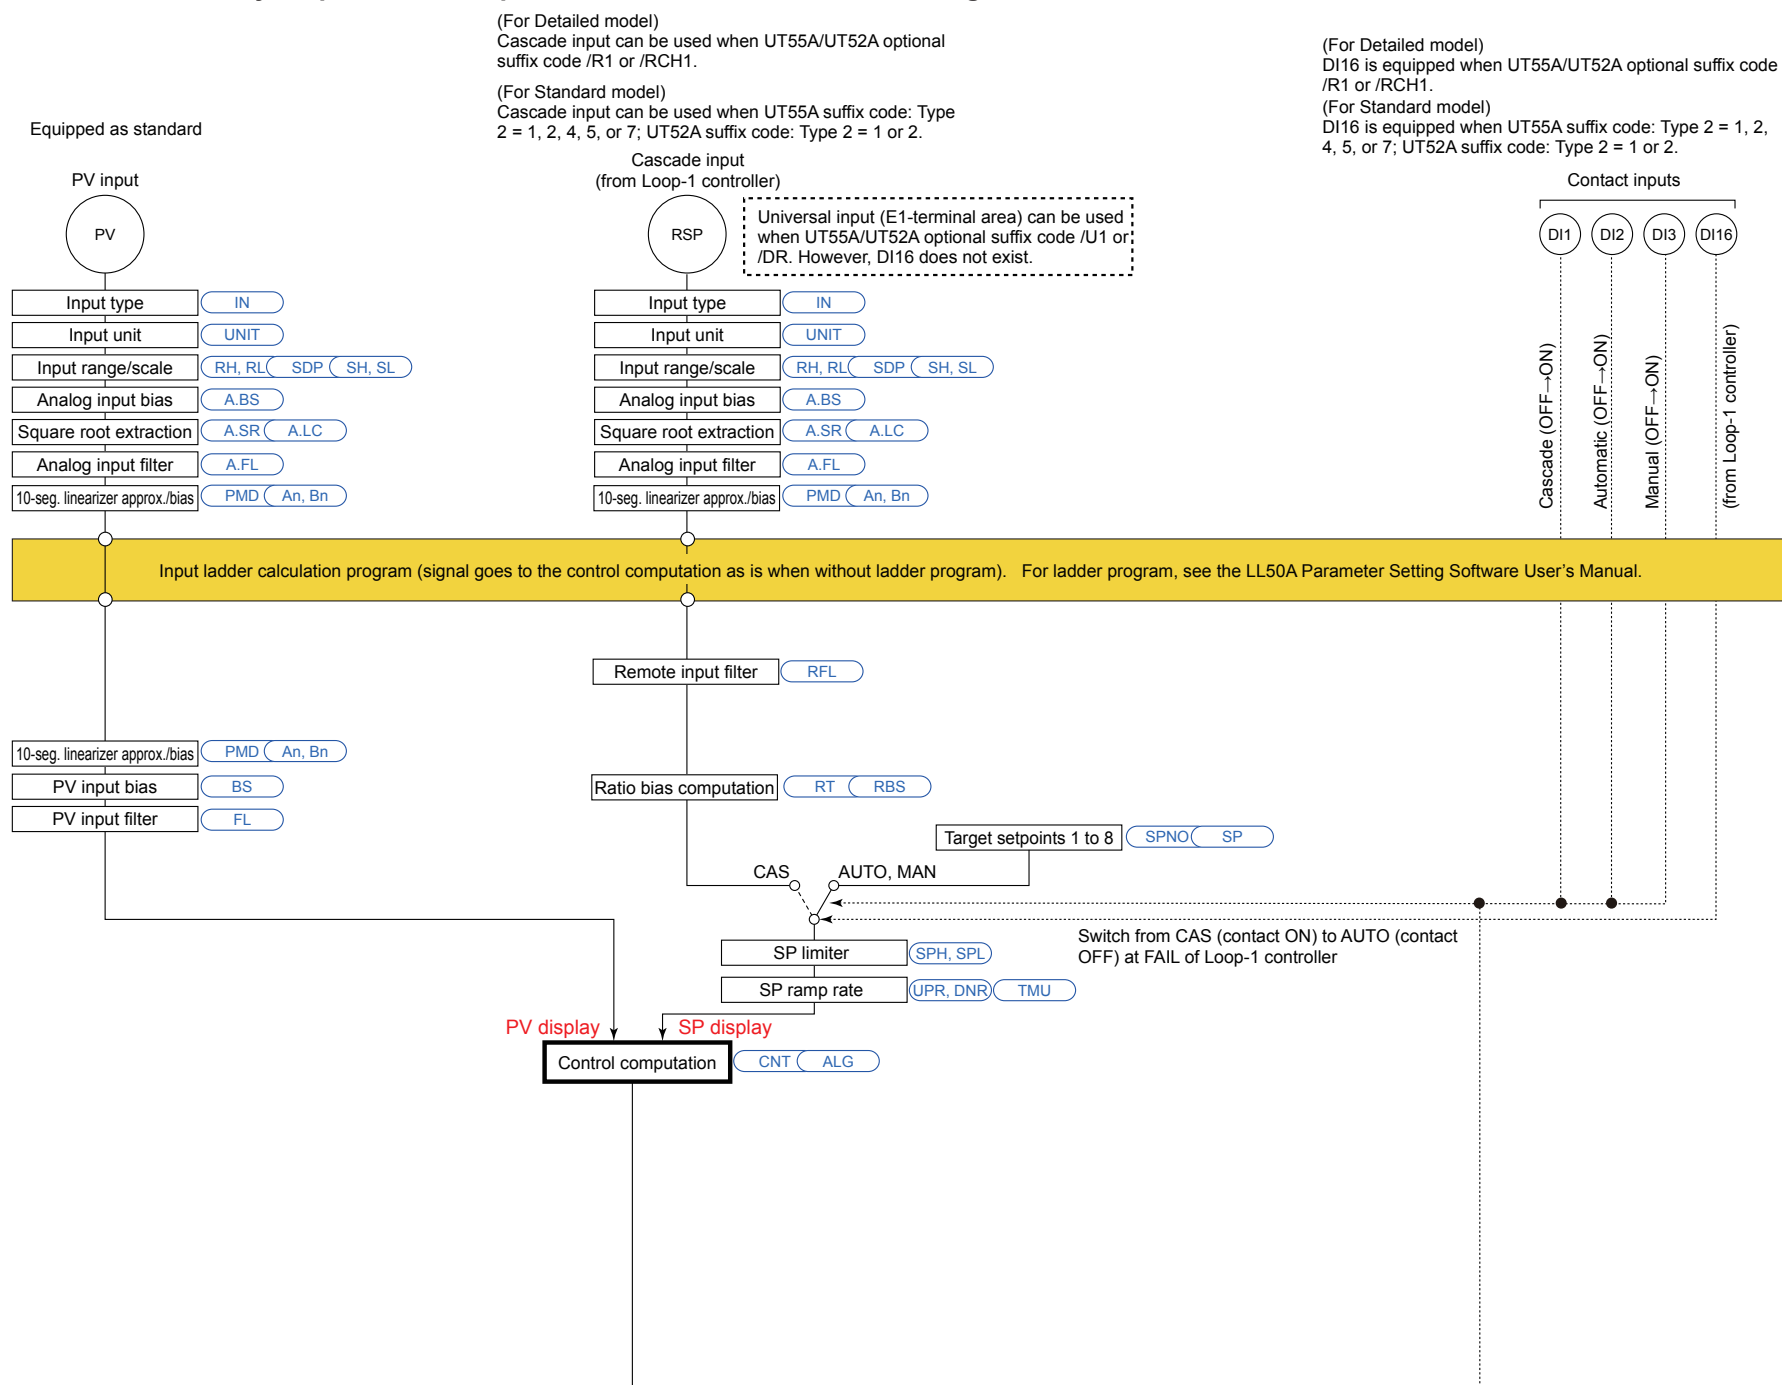 (For Detailed model)
Cascade input can be used when UT55A/UT52A optional
suffix code /R1 or /RCH1.
(For Standard model)
Cascade input can be used when UT55A suffix code: Type
2 = 1, 2, 4, 5, or 7; UT52A suffix code: Type 2 = 1 or 2.
(For Detailed model)
DI16 is equipped when UT55A/UT52A optional suffix code
/R1 or /RCH1.
(For Standard model)
DI16 is equipped when UT55A suffix code: Type 2 = 1, 2,
4, 5, or 7; UT52A suffix code: Type 2 = 1 or 2.
Equipped as standard
PV input
Cascade input
(from Loop-1 controller)
Contact inputs
PV
RSP
Universal input (E1-terminal area) can be used
when UT55A/UT52A optional suffix code /U1 or
/DR. However, DI16 does not exist.
DI1 DI2 DI3 DI16
Input type IN
Input unit UNIT
Input range/scale RH, RL SDP SH, SL
Analog input bias A.BS
Square root extraction A.SR A.LC
Analog input filter A.FL
10-seg. linearizer approx./bias PMD An, Bn
Input type IN
Input unit UNIT
Input range/scale RH, RL SDP SH, SL
Analog input bias A.BS
Square root extraction A.SR A.LC
Analog input filter A.FL
10-seg. linearizer approx./bias PMD An, Bn
Cascade (OFF→ON)
Automatic (OFF→ON)
Manual (OFF→ON)
(from Loop-1 controller)
Input ladder calculation program (signal goes to the control computation as is when without ladder program). For ladder program, see the LL50A Parameter Setting Software User's Manual.
Remote input filter RFL
10-seg. linearizer approx./bias PMD An, Bn
PV input bias BS
PV input filter FL
Ratio bias computation RT RBS
Target setpoints 1 to 8 SPNO SP
CAS AUTO, MAN
Switch from CAS (contact ON) to AUTO (contact
OFF) at FAIL of Loop-1 controller
SP limiter SPH, SPL
SP ramp rate UPR, DNR TMU
PV display SP display
Control computation CNT ALG